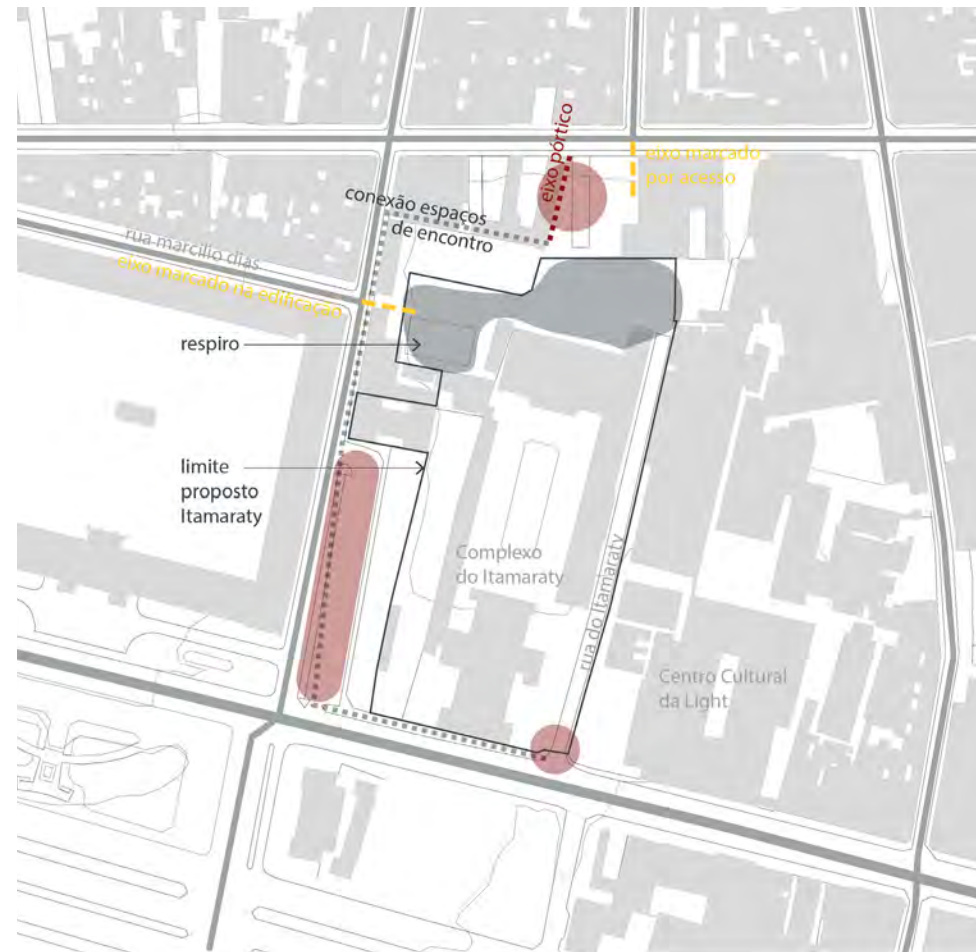 eixo pórtico
eixo marcado
por acesso
conexão espaços
de encontro
rua marcilio dias
eixo marcado na edificação
respiro
limite
proposto
Itamaraty
Complexo
do Itamaraty
rua do Itamaraty
Centro Cultural
da Light